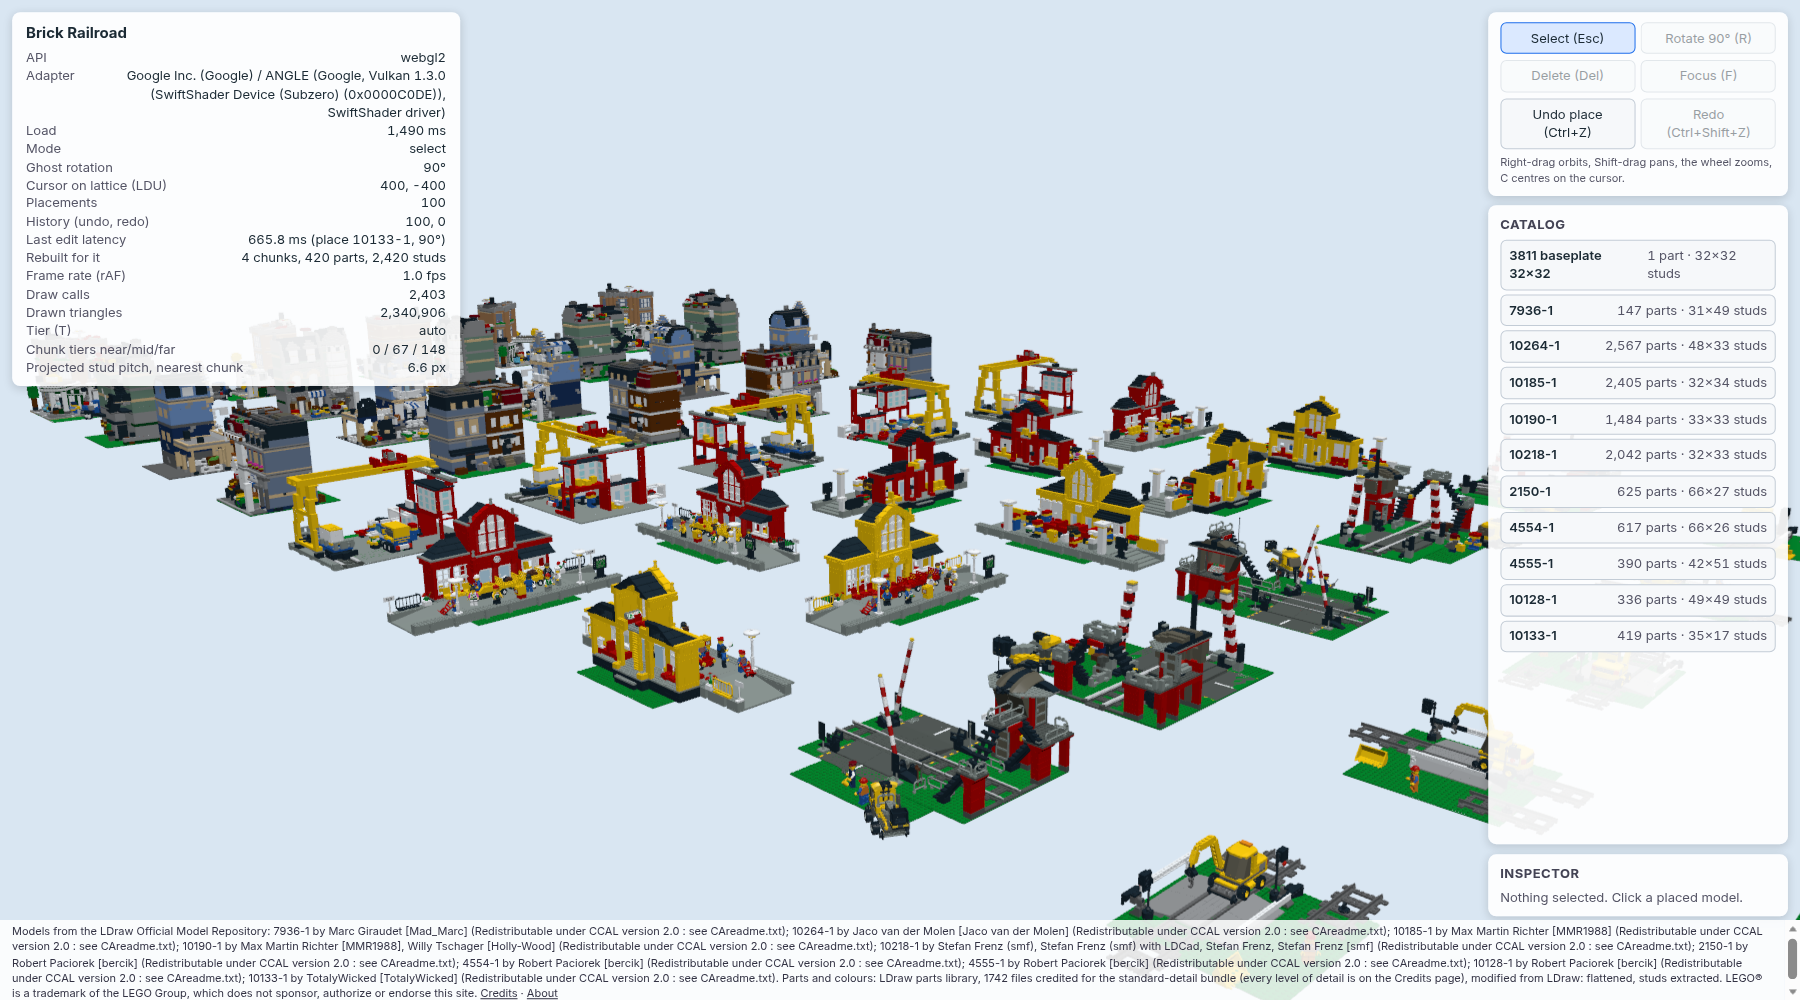 Brick Railroad
API webgl2
Adapter Google Inc. (Google) / ANGLE (Google, Vulkan 1.3.0
(SwiftShader Device (Subzero) (0x0000C0DE)),
SwiftShader driver)
Load 1,490 ms
Mode select
Ghost rotation 90°
Cursor on lattice (LDU) 400, -400
Placements 100
History (undo, redo) 100, 0
Last edit latency 665.8 ms (place 10133-1, 90°)
Rebuilt for it 4 chunks, 420 parts, 2,420 studs
Frame rate (rAF) 1.0 fps
Draw calls 2,403
Drawn triangles 2,340,906
Tier (T) auto
Chunk tiers near/mid/far 0 / 67 / 148
Projected stud pitch, nearest chunk 6.6 px
Select (Esc) Rotate 90° (R)
Delete (Del) Focus (F)
Undo place (Ctrl+Z) Redo (Ctrl+Shift+Z)
Right-drag orbits, Shift-drag pans, the wheel zooms,
C centres on the cursor.
CATALOG
3811 baseplate 32×32 1 part · 32×32 studs
7936-1 147 parts · 31×49 studs
10264-1 2,567 parts · 48×33 studs
10185-1 2,405 parts · 32×34 studs
10190-1 1,484 parts · 33×33 studs
10218-1 2,042 parts · 32×33 studs
2150-1 625 parts · 66×27 studs
4554-1 617 parts · 66×26 studs
4555-1 390 parts · 42×51 studs
10128-1 336 parts · 49×49 studs
10133-1 419 parts · 35×17 studs
INSPECTOR
Nothing selected. Click a placed model.
Models from the LDraw Official Model Repository: 7936-1 by Marc Giraudet [Mad_Marc] (Redistributable under CCAL version 2.0 : see CAreadme.txt); 10264-1 by Jaco van der Molen [Jaco van der Molen] (Redistributable under CCAL version 2.0 : see CAreadme.txt); 10185-1 by Max Martin Richter [MMR1988] (Redistributable under CCAL
version 2.0 : see CAreadme.txt); 10190-1 by Max Martin Richter [MMR1988], Willy Tschager [Holly-Wood] (Redistributable under CCAL version 2.0 : see CAreadme.txt); 10218-1 by Stefan Frenz (smf), Stefan Frenz (smf) with LDCad, Stefan Frenz, Stefan Frenz [smf] (Redistributable under CCAL version 2.0 : see CAreadme.txt); 2150-1 by
Robert Paciorek [bercik] (Redistributable under CCAL version 2.0 : see CAreadme.txt); 4554-1 by Robert Paciorek [bercik] (Redistributable under CCAL version 2.0 : see CAreadme.txt); 4555-1 by Robert Paciorek [bercik] (Redistributable under CCAL version 2.0 : see CAreadme.txt); 10128-1 by Robert Paciorek [bercik] (Redistributable
under CCAL version 2.0 : see CAreadme.txt); 10133-1 by TotalyWicked [TotalyWicked] (Redistributable under CCAL version 2.0 : see CAreadme.txt). Parts and colours: LDraw parts library, 1742 files credited for the standard-detail bundle (every level of detail is on the Credits page), modified from LDraw: flattened, studs extracted. LEGO®
is a trademark of the LEGO Group, which does not sponsor, authorize or endorse this site. Credits · About